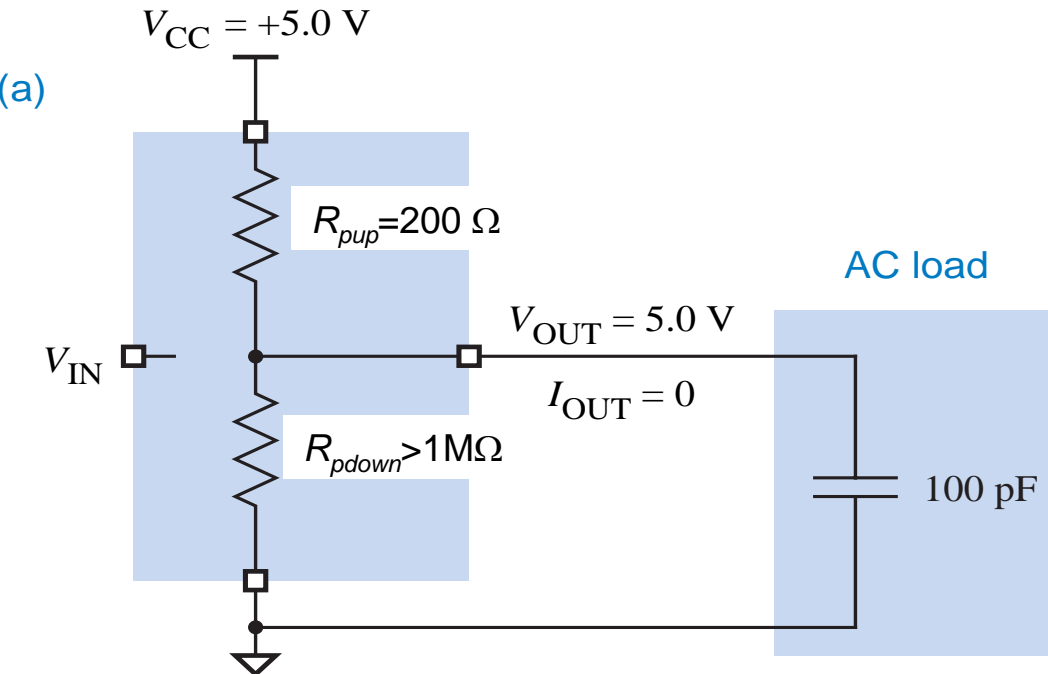 V_CC = +5.0 V
(a)
R_pup=200 Ω
AC load
V_OUT = 5.0 V
V_IN
I_OUT = 0
R_pdown>1MΩ
100 pF